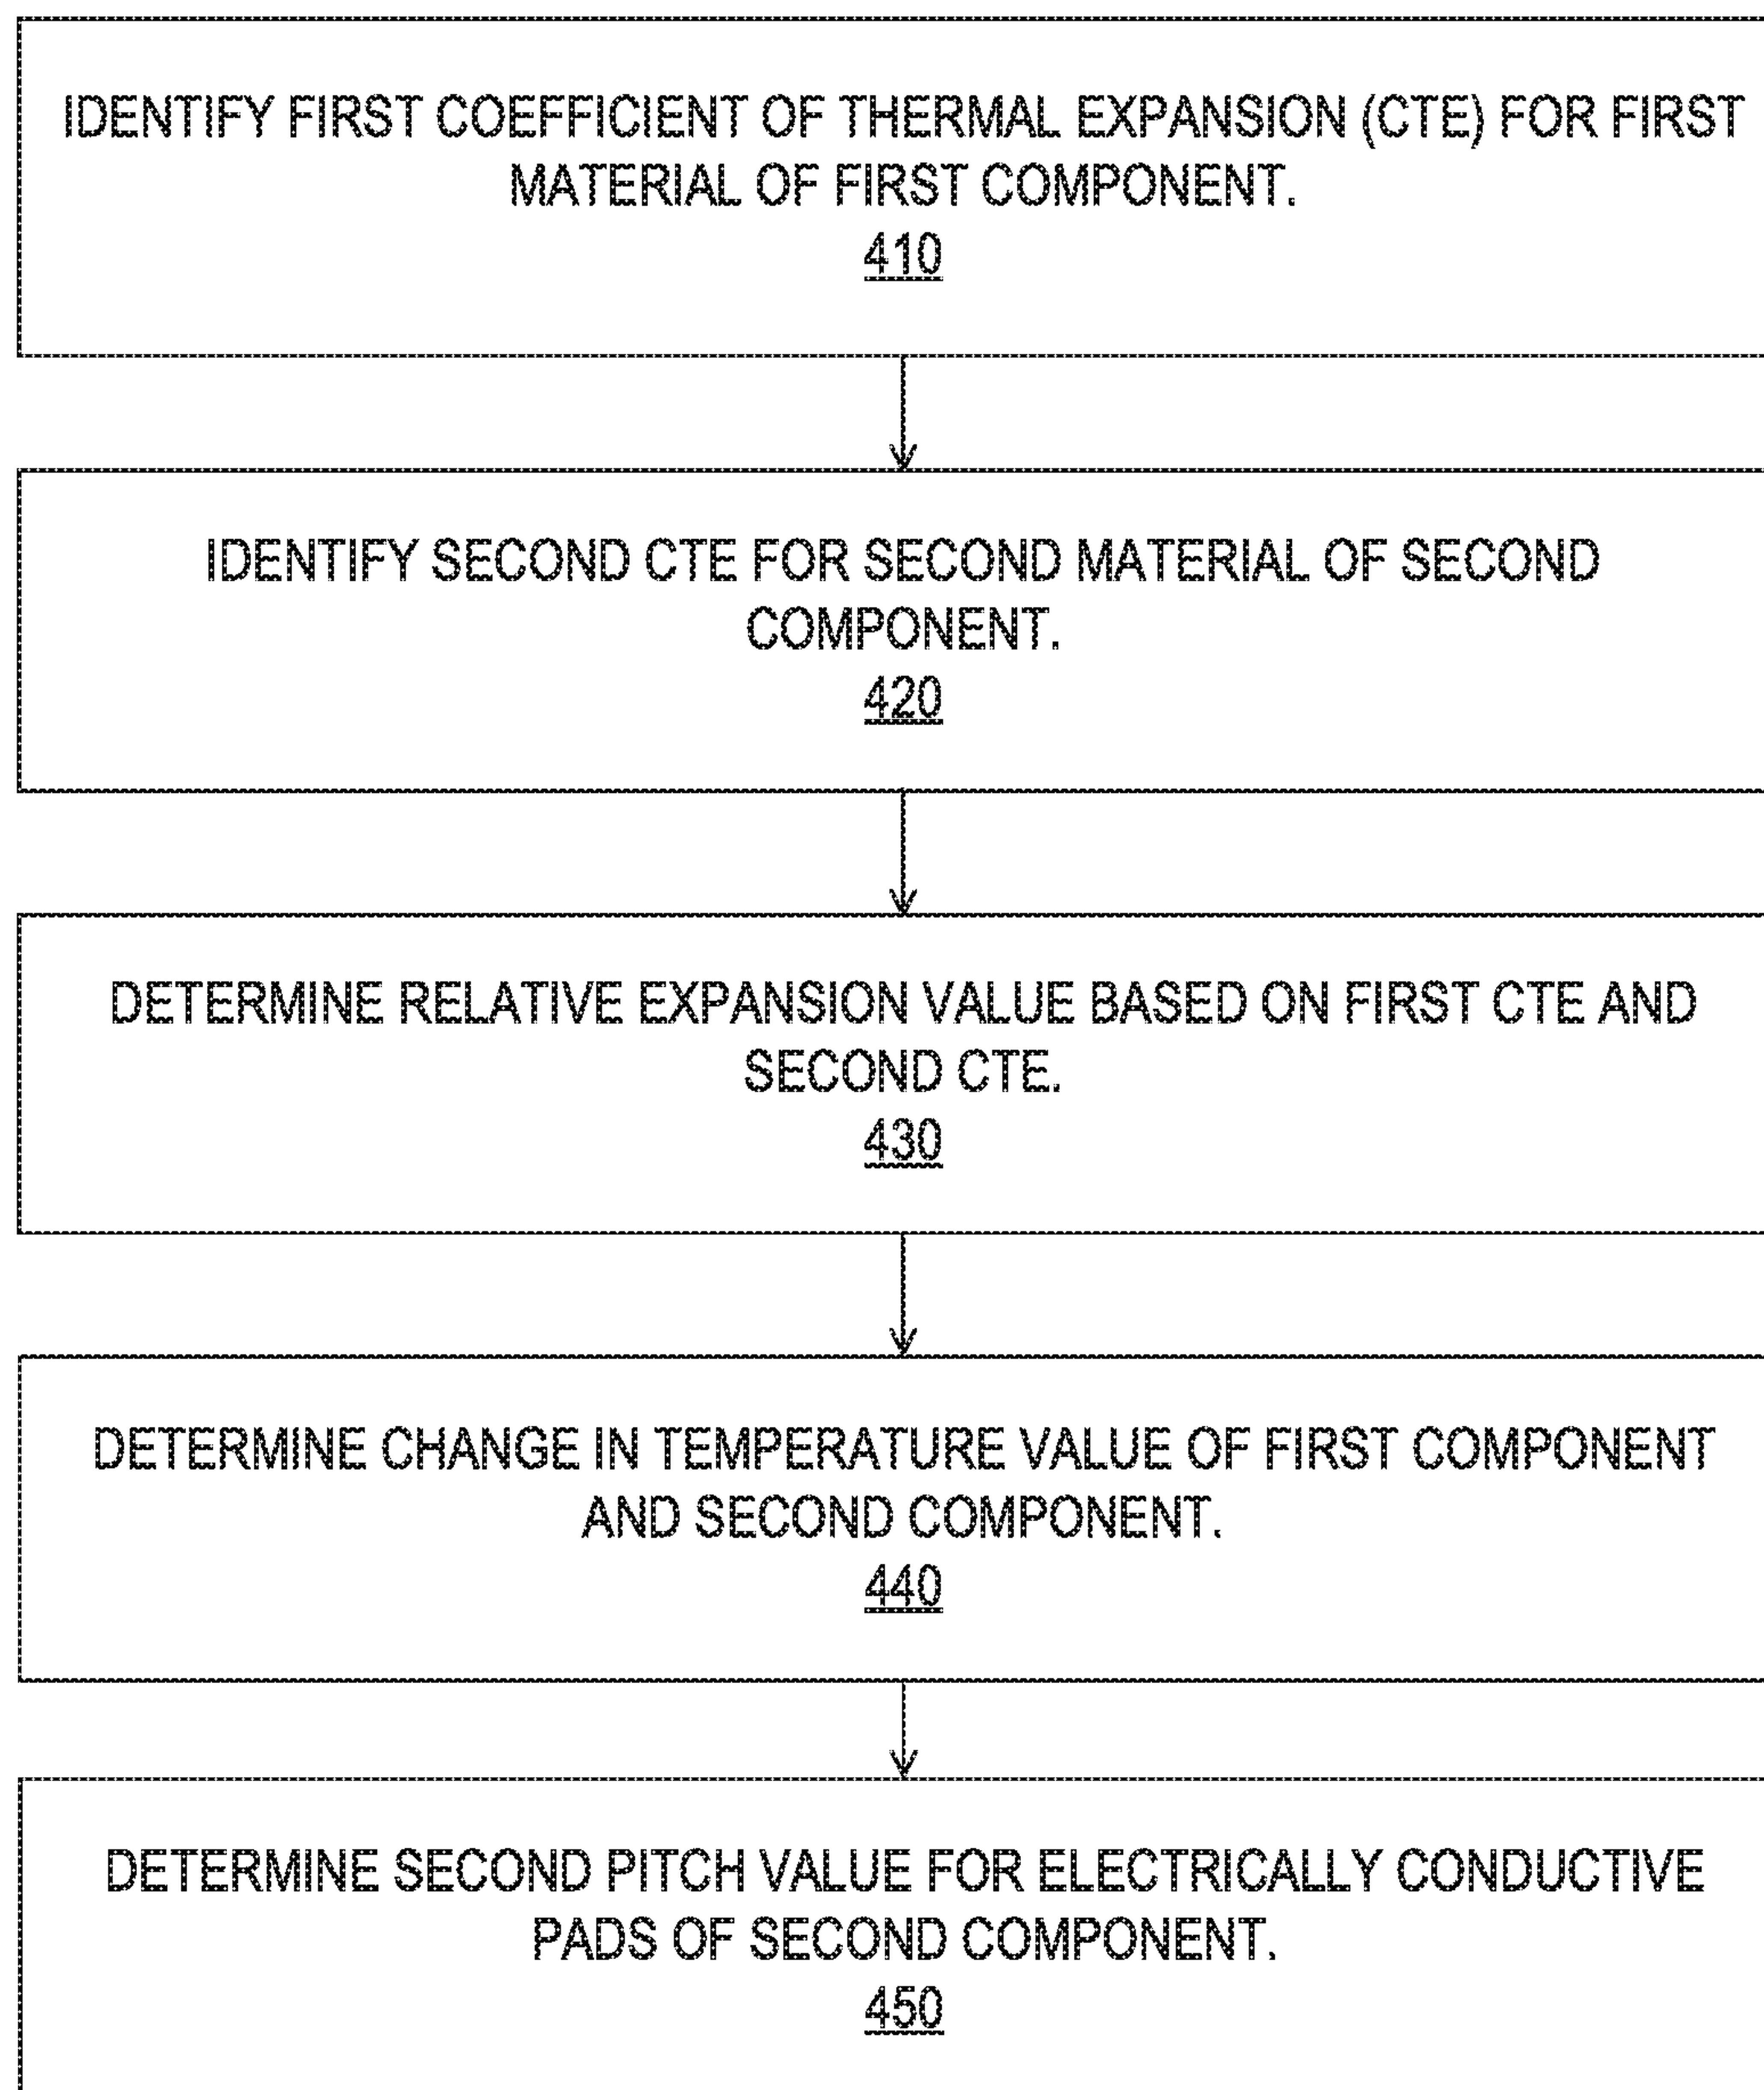 IDENTIFY FIRST COEFFICIENT OF THERMAL EXPANSION (CTE) FOR FIRST
MATERIAL OF FIRST COMPONENT.
410
IDENTIFY SECOND CTE FOR SECOND MATERIAL OF SECOND
COMPONENT.
420
DETERMINE RELATIVE EXPANSION VALUE BASED ON FIRST CTE AND
SECOND CTE.
430
DETERMINE CHANGE IN TEMPERATURE VALUE OF FIRST COMPONENT
AND SECOND COMPONENT.
440
DETERMINE SECOND PITCH VALUE FOR ELECTRICALLY CONDUCTIVE
PADS OF SECOND COMPONENT.
450